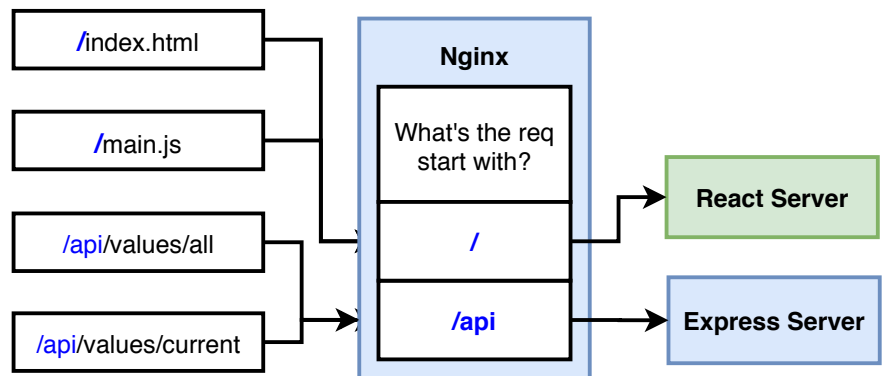 /index.html
/main.js
/api/values/all
/api/values/current
Nginx
What's the req
start with?
/
/api
React Server
Express Server